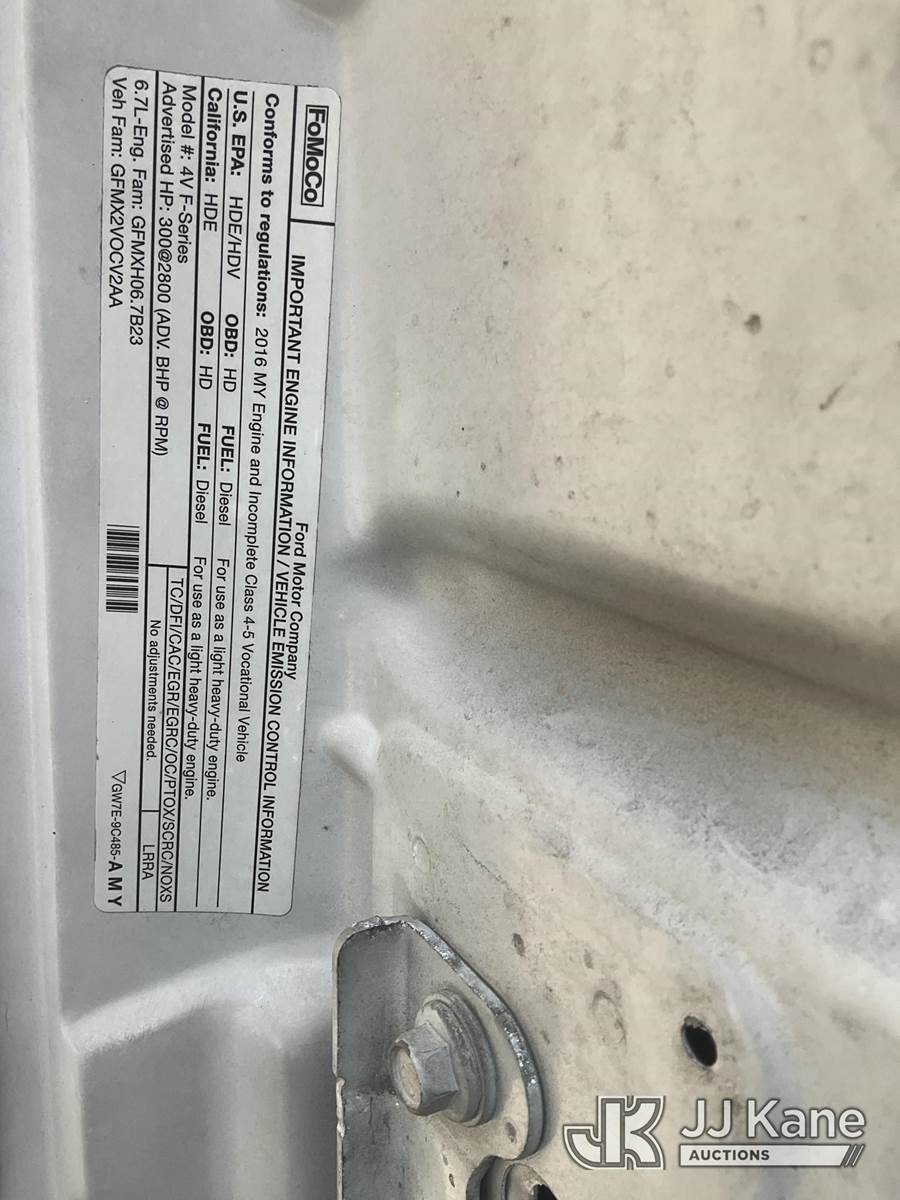 FoMoCo
Ford Motor Company
IMPORTANT ENGINE INFORMATION / VEHICLE EMISSION CONTROL INFORMATION
Conforms to regulations: 2016 MY Engine and Incomplete Class 4-5 Vocational Vehicle
U.S. EPA: HDE/HDV OBD: HD FUEL: Diesel For use as a light heavy-duty engine.
California: HDE OBD: HD FUEL: Diesel For use as a light heavy-duty engine.
Model #: 4V F-Series
TC/DFI/CAC/EGR/EGRC/OC/PTOX/SCRC/NOXS
Advertised HP: 300@2800 (ADV. BHP @ RPM)
No adjustments needed.
LRRA
6.7L-Eng. Fam: GFMXH06.7B23
Veh Fam: GFMX2VOCV2AA
GW7E-9C485-A M Y
JK JJ Kane
AUCTIONS